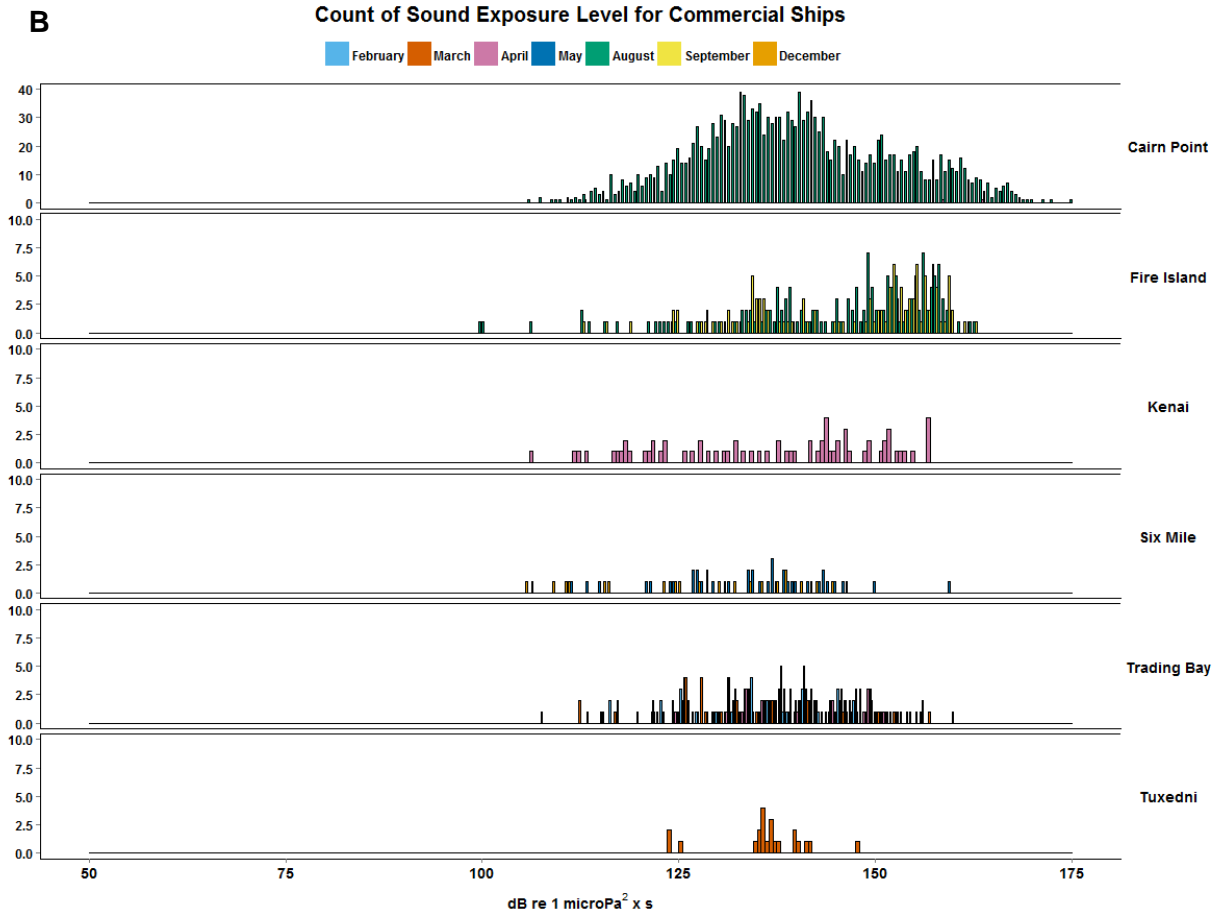 B
Count of Sound Exposure Level for Commercial Ships
February March April May August September December
40
30
20
10
0
Cairn Point
10.0
7.5
5.0
2.5
0.0
Fire Island
10.0
7.5
5.0
2.5
0.0
Kenai
10.0
7.5
5.0
2.5
0.0
Six Mile
10.0
7.5
5.0
2.5
0.0
Trading Bay
10.0
7.5
5.0
2.5
0.0
Tuxedni
50 75 100 125 150 175
dB re 1 microPa² x s